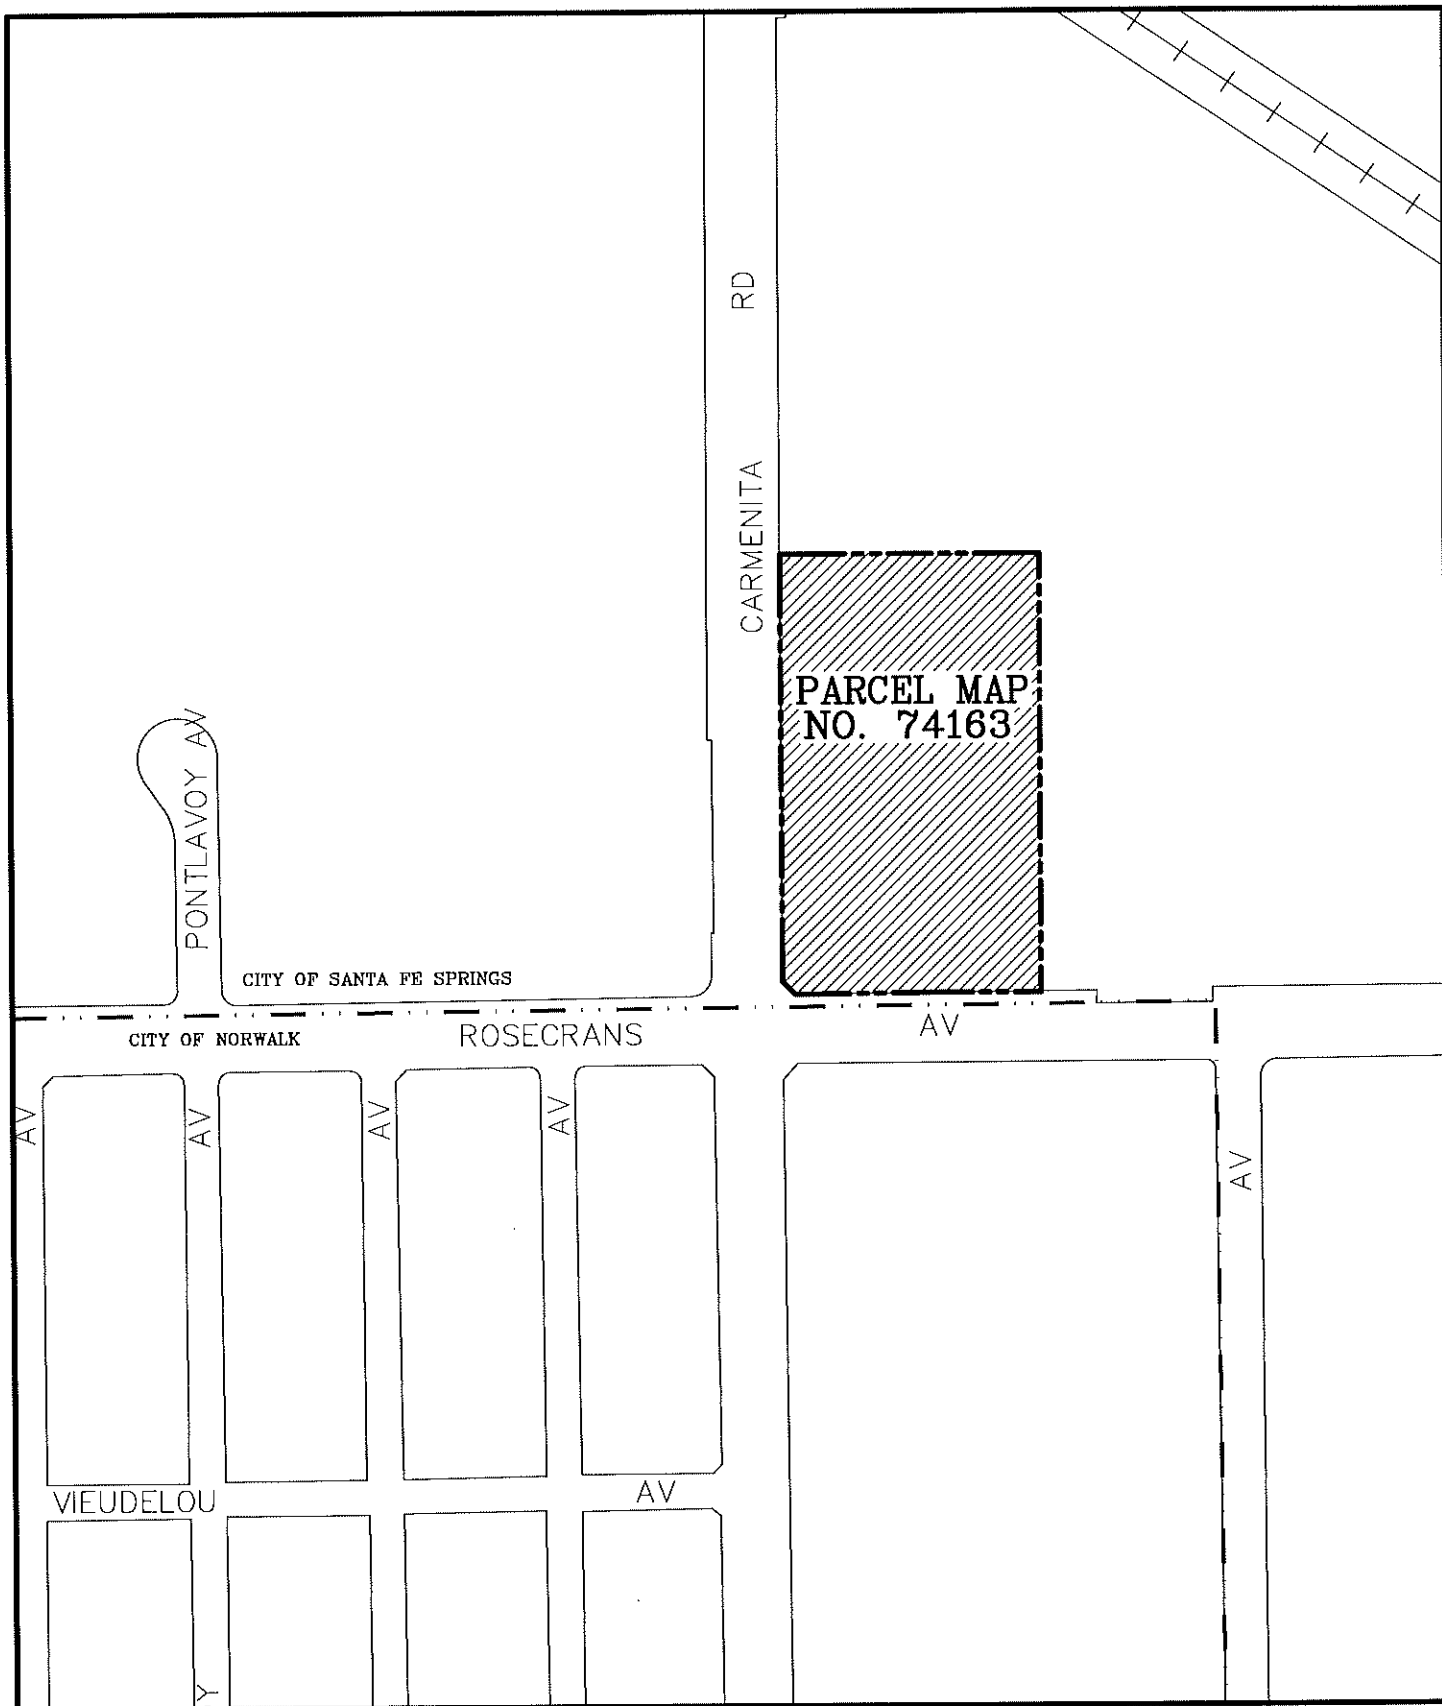 RD
CARMENITA
PARCEL MAP
NO. 74163
PONTLAVOY AV
CITY OF SANTA FE SPRINGS
CITY OF NORWALK
ROSECRANS
AV
AV
AV
AV
AV
AV
VIEUDELOU
AV
Y